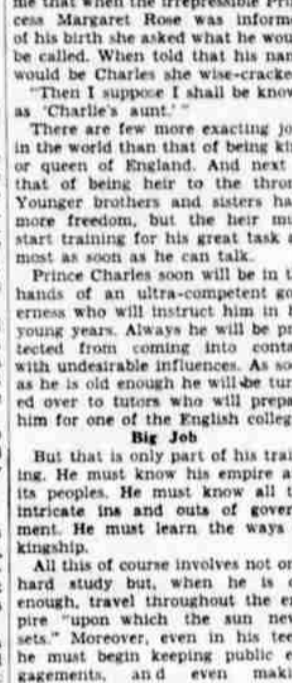 me that when the irrepressible Prin
cess Margaret Rose was informe
of his birth she asked what he wou
be called. When told that his nam
would be Charles she wise-cracke
"Then I suppose I shall be know
as 'Charlie's aunt.'"
There are few more exacting jo
in the world than that of being ki
or queen of England. And next
that of being heir to the thron
Younger brothers and sisters ha
more freedom, but the heir mu
start training for his great task a
most as soon as he can talk.
Prince Charles soon will be in t
hands of an ultra-competent go
erness who will instruct him in h
young years. Always he will be pr
tected from coming into conta
with undesirable influences. As so
as he is old enough he will be tur
ed over to tutors who will prepa
him for one of the English colleg
Big Job
But that is only part of his trai
ing. He must know his empire a
its peoples. He must know all t
intricate ins and outs of gover
ment. He must learn the ways
kingship.
All this of course involves not on
hard study but, when he is o
enough, travel throughout the e
pire "upon which the sun nev
sets." Moreover, even in his tee
he must begin keeping public e
gagements, and even maki